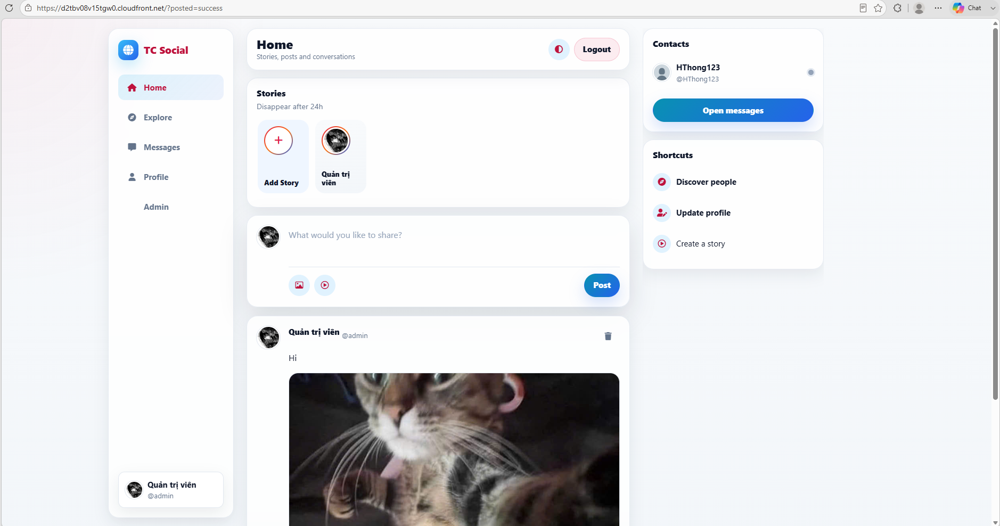 https://d2tbv08v15tgw0.cloudfront.net/?posted=success
Chat
TC Social
Home
Explore
Messages
Profile
Admin
Quản trị viên
@admin
Home
Stories, posts and conversations
Logout
Stories
Disappear after 24h
Add Story
Quản trị
viên
What would you like to share?
Post
Quản trị viên @admin
Hi
Contacts
HThong123
@HThong123
Open messages
Shortcuts
Discover people
Update profile
Create a story